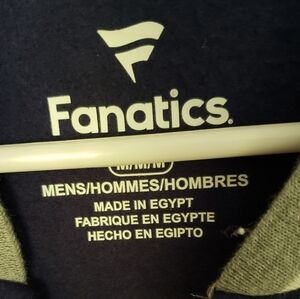 Fanatics.
M/M/M
MENS/HOMMES/HOMBRES
MADE IN EGYPT
FABRIQUE EN EGYPTE
HECHO EN EGIPTO